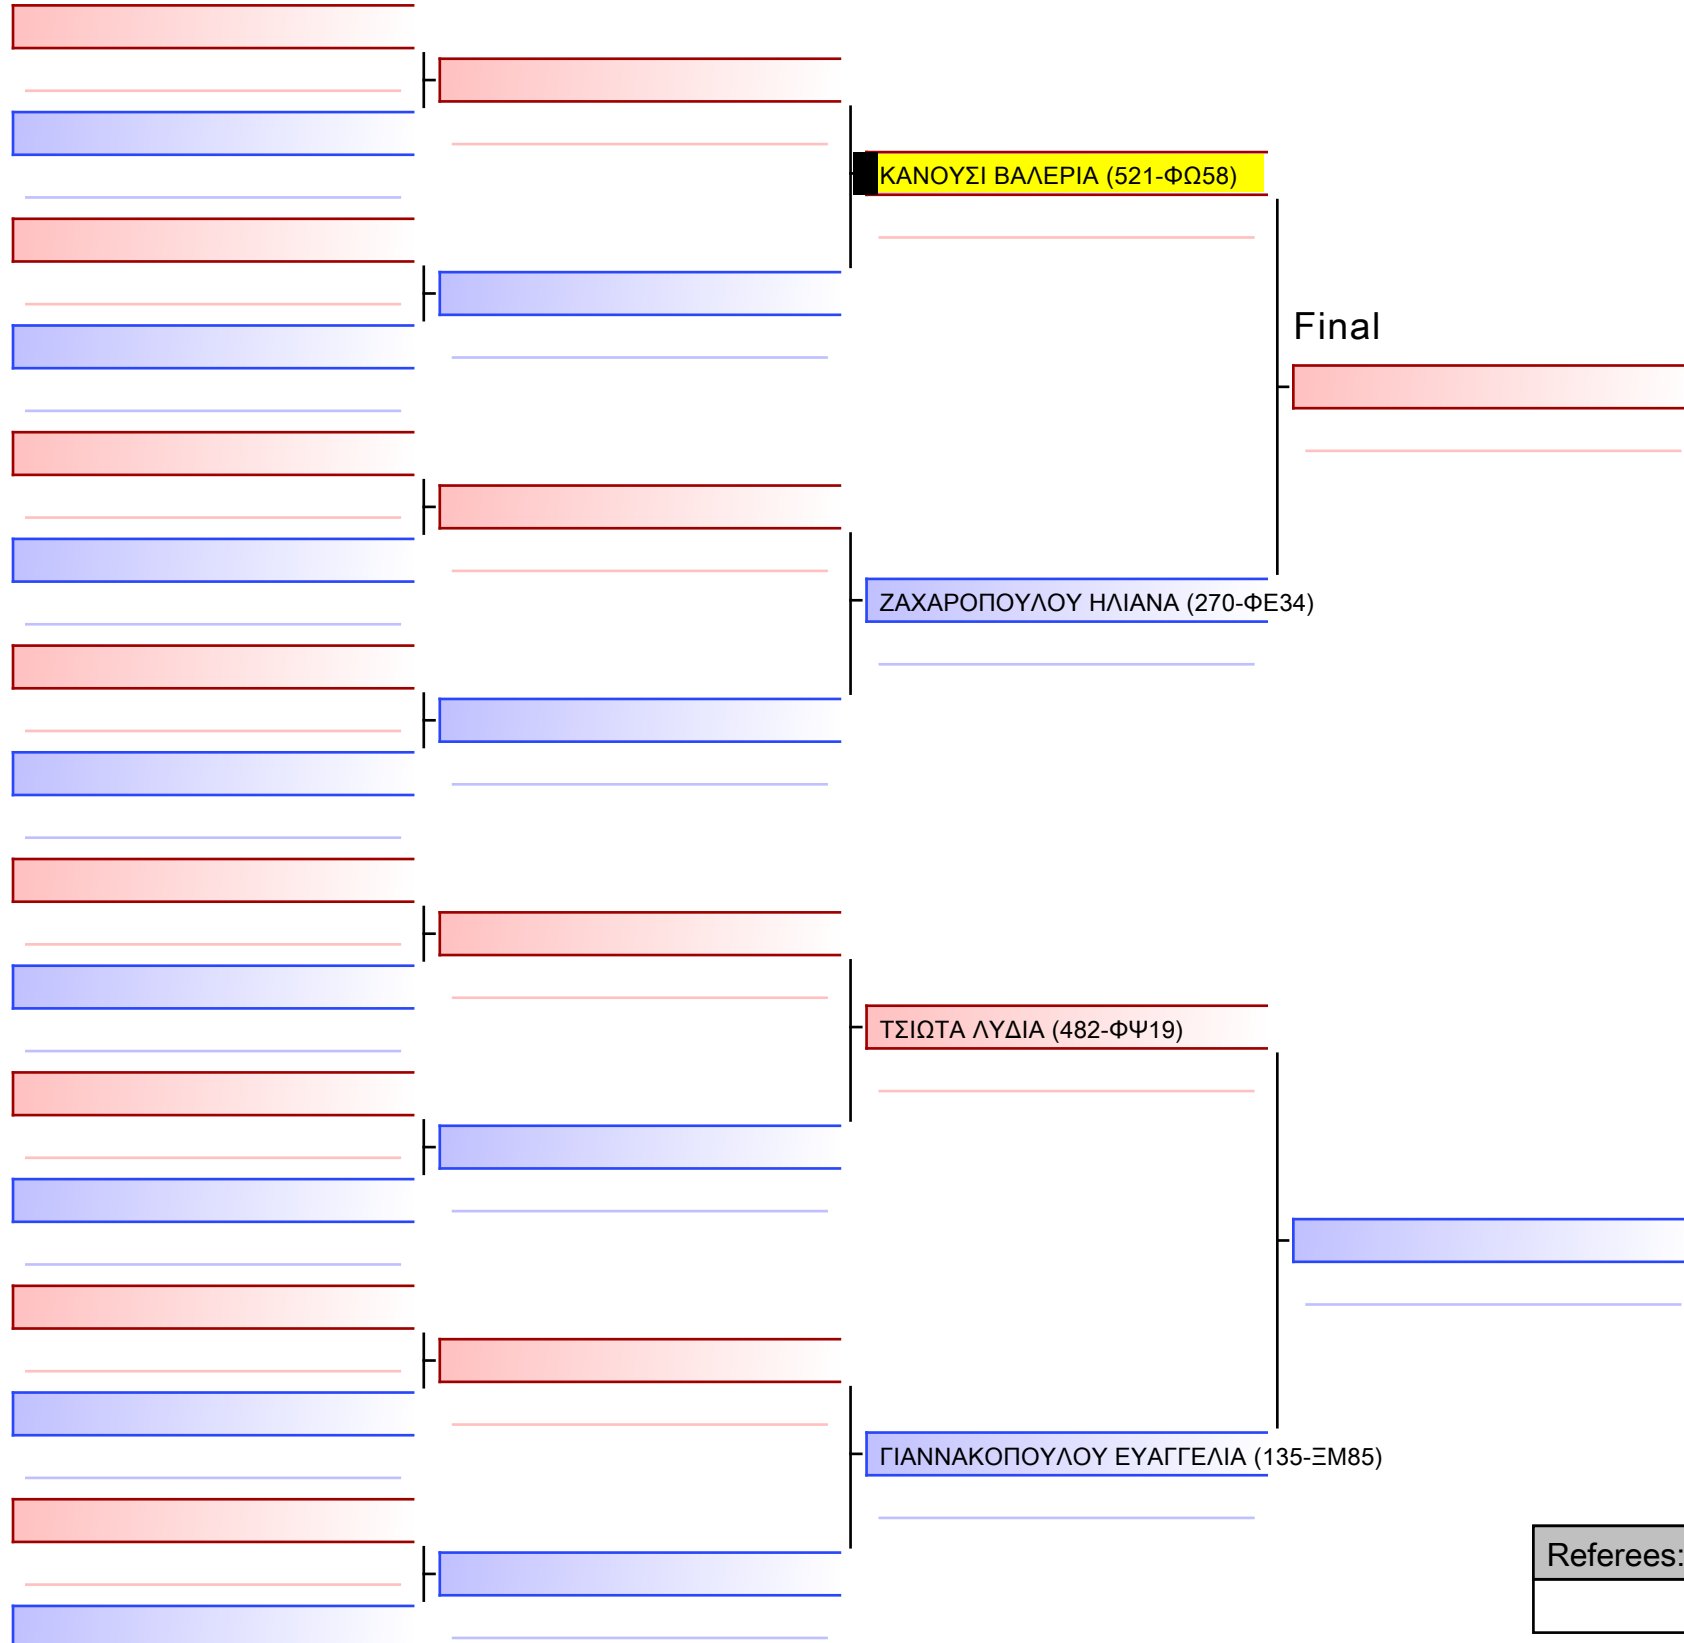 ΚΑΝΟΥΣΙ ΒΑΛΕΡΙΑ (521-ΦΩ58)
Final
ΖΑΧΑΡΟΠΟΥΛΟΥ ΗΛΙΑΝΑ (270-ΦΕ34)
ΤΣΙΩΤΑ ΛΥΔΙΑ (482-ΦΨ19)
ΓΙΑΝΝΑΚΟΠΟΥΛΟΥ ΕΥΑΓΓΕΛΙΑ (135-ΞΜ85)
Referees: